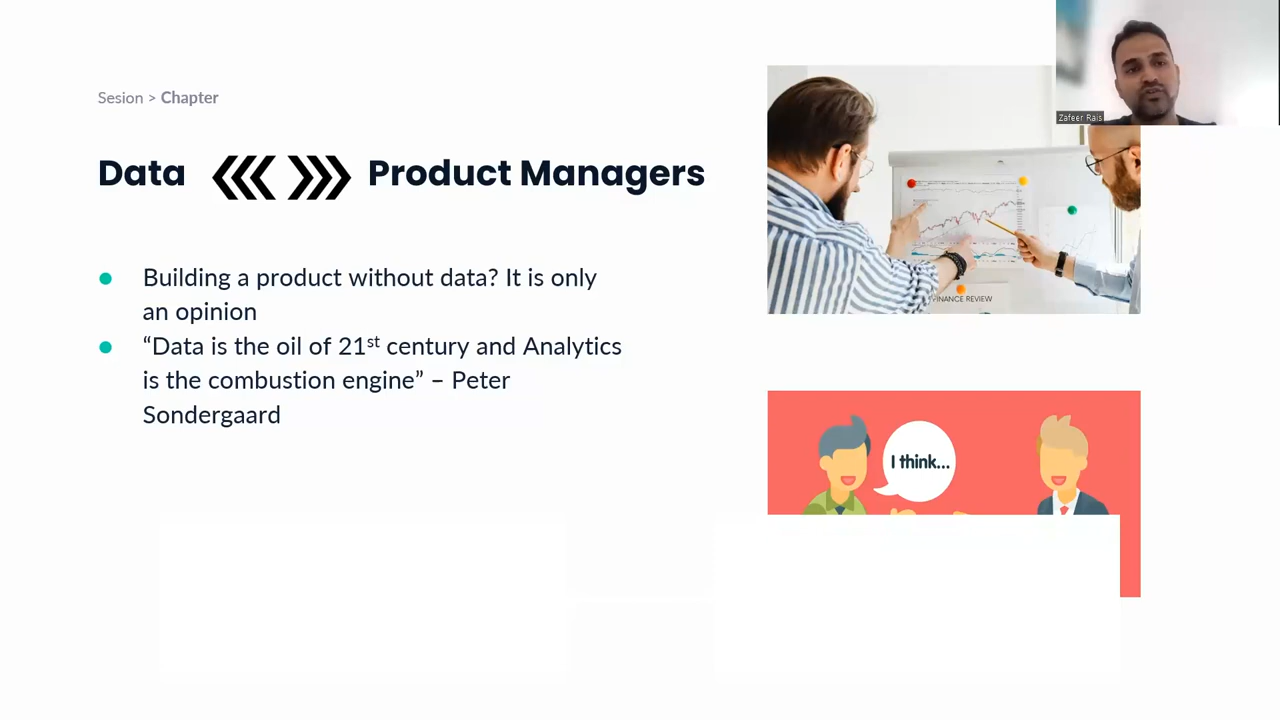 Sesion > Chapter
Zafeer Rais
Data Product Managers
Building a product without data? It is only
an opinion
“Data is the oil of 21st century and Analytics
is the combustion engine” – Peter
Sondergaard
FINANCE REVIEW
I think...